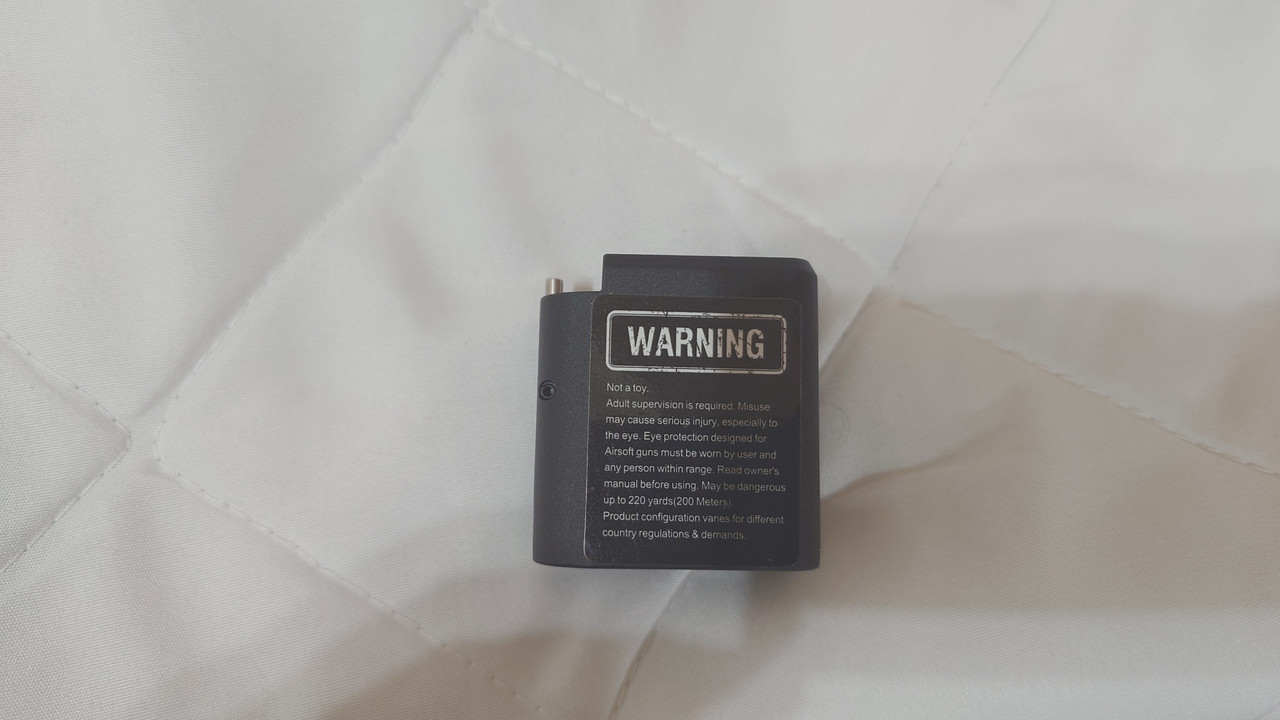 WARNING
Not a toy.
Adult supervision is required. Misuse
may cause serious injury, especially to
the eye. Eye protection designed for
Airsoft guns must be worn by user and
any person within range. Read owner's
manual before using. May be dangerous
up to 220 yards(200 Meters).
Product configuration varies for different
country regulations & demands.